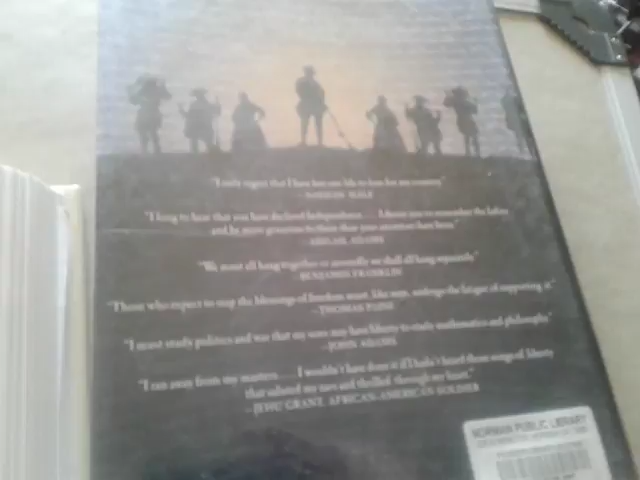 "I only regret that I have but one life to lose for my country."
NATHAN HALE
"I long to hear that you have declared independence . . . I desire you to remember the ladies
and be more generous to them than your ancestors have been."
–ABIGAIL ADAMS
"We must all hang together or assuredly we shall all hang separately."
–BENJAMIN FRANKLIN
"Those who expect to reap the blessings of freedom must, like men, undergo the fatigue of supporting it."
–THOMAS PAINE
"I must study politics and war that my sons may have liberty to study mathematics and philosophy."
–JOHN ADAMS
"I ran away from my master . . . I wouldn't have done it if I hadn't heard those songs of liberty
that saluted my ears and thrilled through my heart."
–JEHU GRANT, AFRICAN-AMERICAN SOLDIER
NORMAN PUBLIC LIBRARY